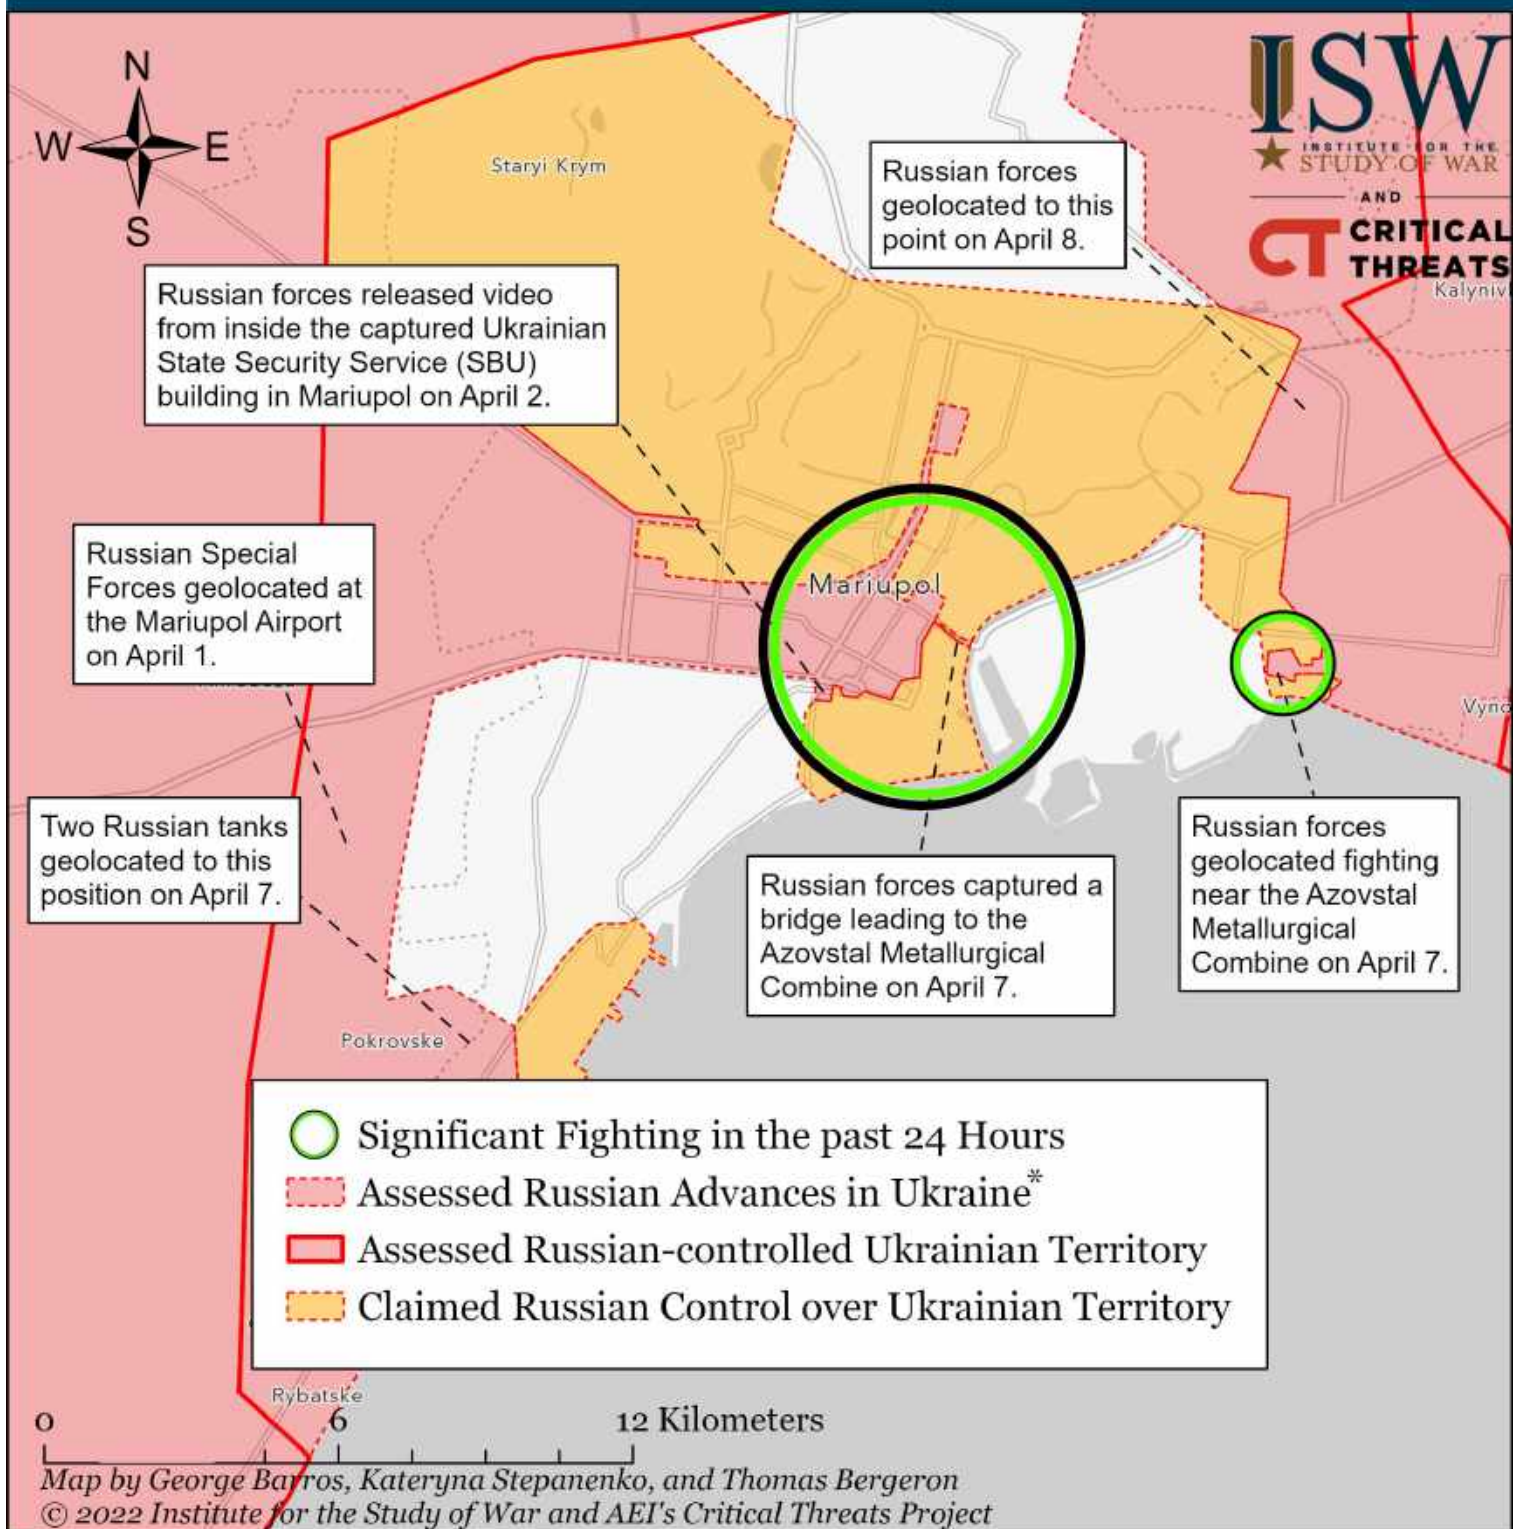 N
W
E
S
ISW
INSTITUTE FOR THE
STUDY OF WAR
AND
CT
CRITICAL
THREATS
Staryi Krym
Russian forces
geolocated to this
point on April 8.
Russian forces released video
from inside the captured Ukrainian
State Security Service (SBU)
building in Mariupol on April 2.
Russian Special
Forces geolocated at
the Mariupol Airport
on April 1.
Mariupol
Two Russian tanks
geolocated to this
position on April 7.
Russian forces captured a
bridge leading to the
Azovstal Metallurgical
Combine on April 7.
Russian forces
geolocated fighting
near the Azovstal
Metallurgical
Combine on April 7.
Pokrovske
Significant Fighting in the past 24 Hours
Assessed Russian Advances in Ukraine*
Assessed Russian-controlled Ukrainian Territory
Claimed Russian Control over Ukrainian Territory
Rybatske
0 6 12 Kilometers
Map by George Barros, Kateryna Stepanenko, and Thomas Bergeron
© 2022 Institute for the Study of War and AEI's Critical Threats Project